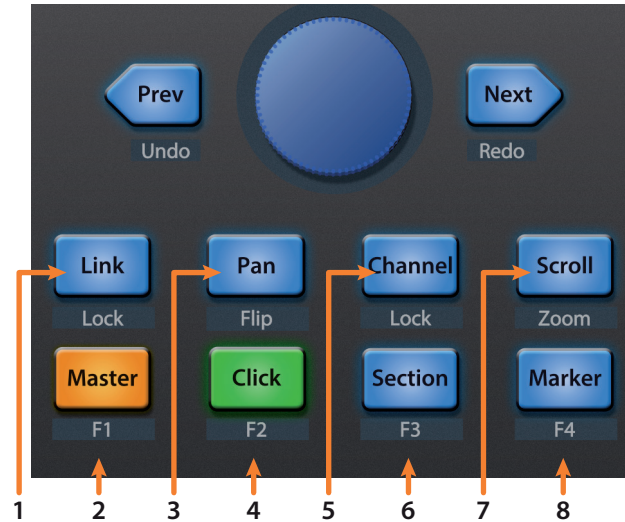 Prev Next
Undo Redo
Link Pan Channel Scroll
Lock Flip Lock Zoom
Master Click Section Marker
F1 F2 F3 F4
1 2 3 4 5 6 7 8